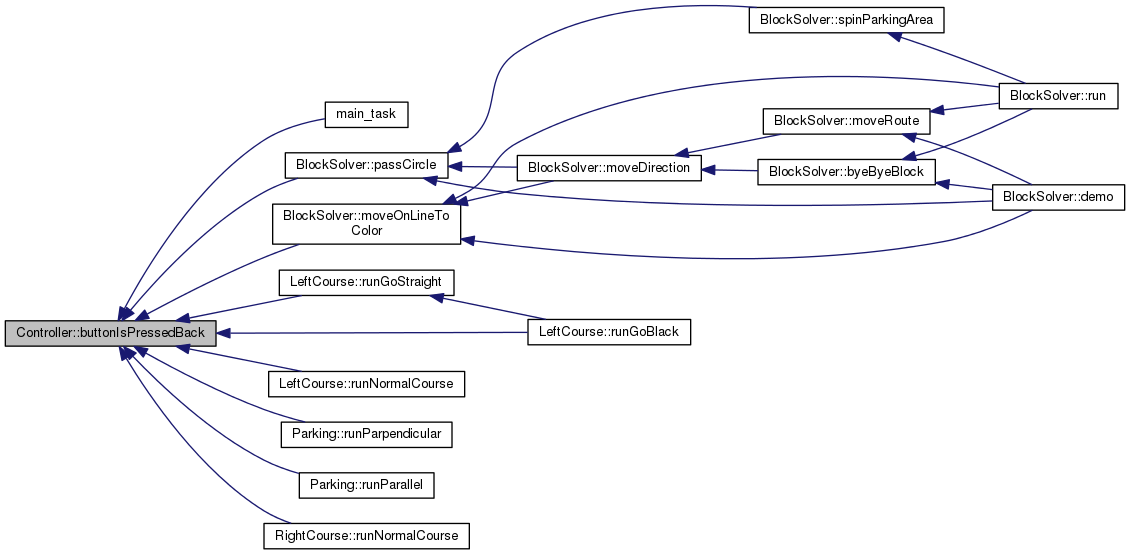 BlockSolver::spinParkingArea
BlockSolver::run
main_task
BlockSolver::moveRoute
BlockSolver::passCircle
BlockSolver::moveDirection
BlockSolver::byeByeBlock
BlockSolver::demo
BlockSolver::moveOnLineTo
Color
LeftCourse::runGoStraight
Controller::buttonIsPressedBack
LeftCourse::runGoBlack
LeftCourse::runNormalCourse
Parking::runParpendicular
Parking::runParallel
RightCourse::runNormalCourse